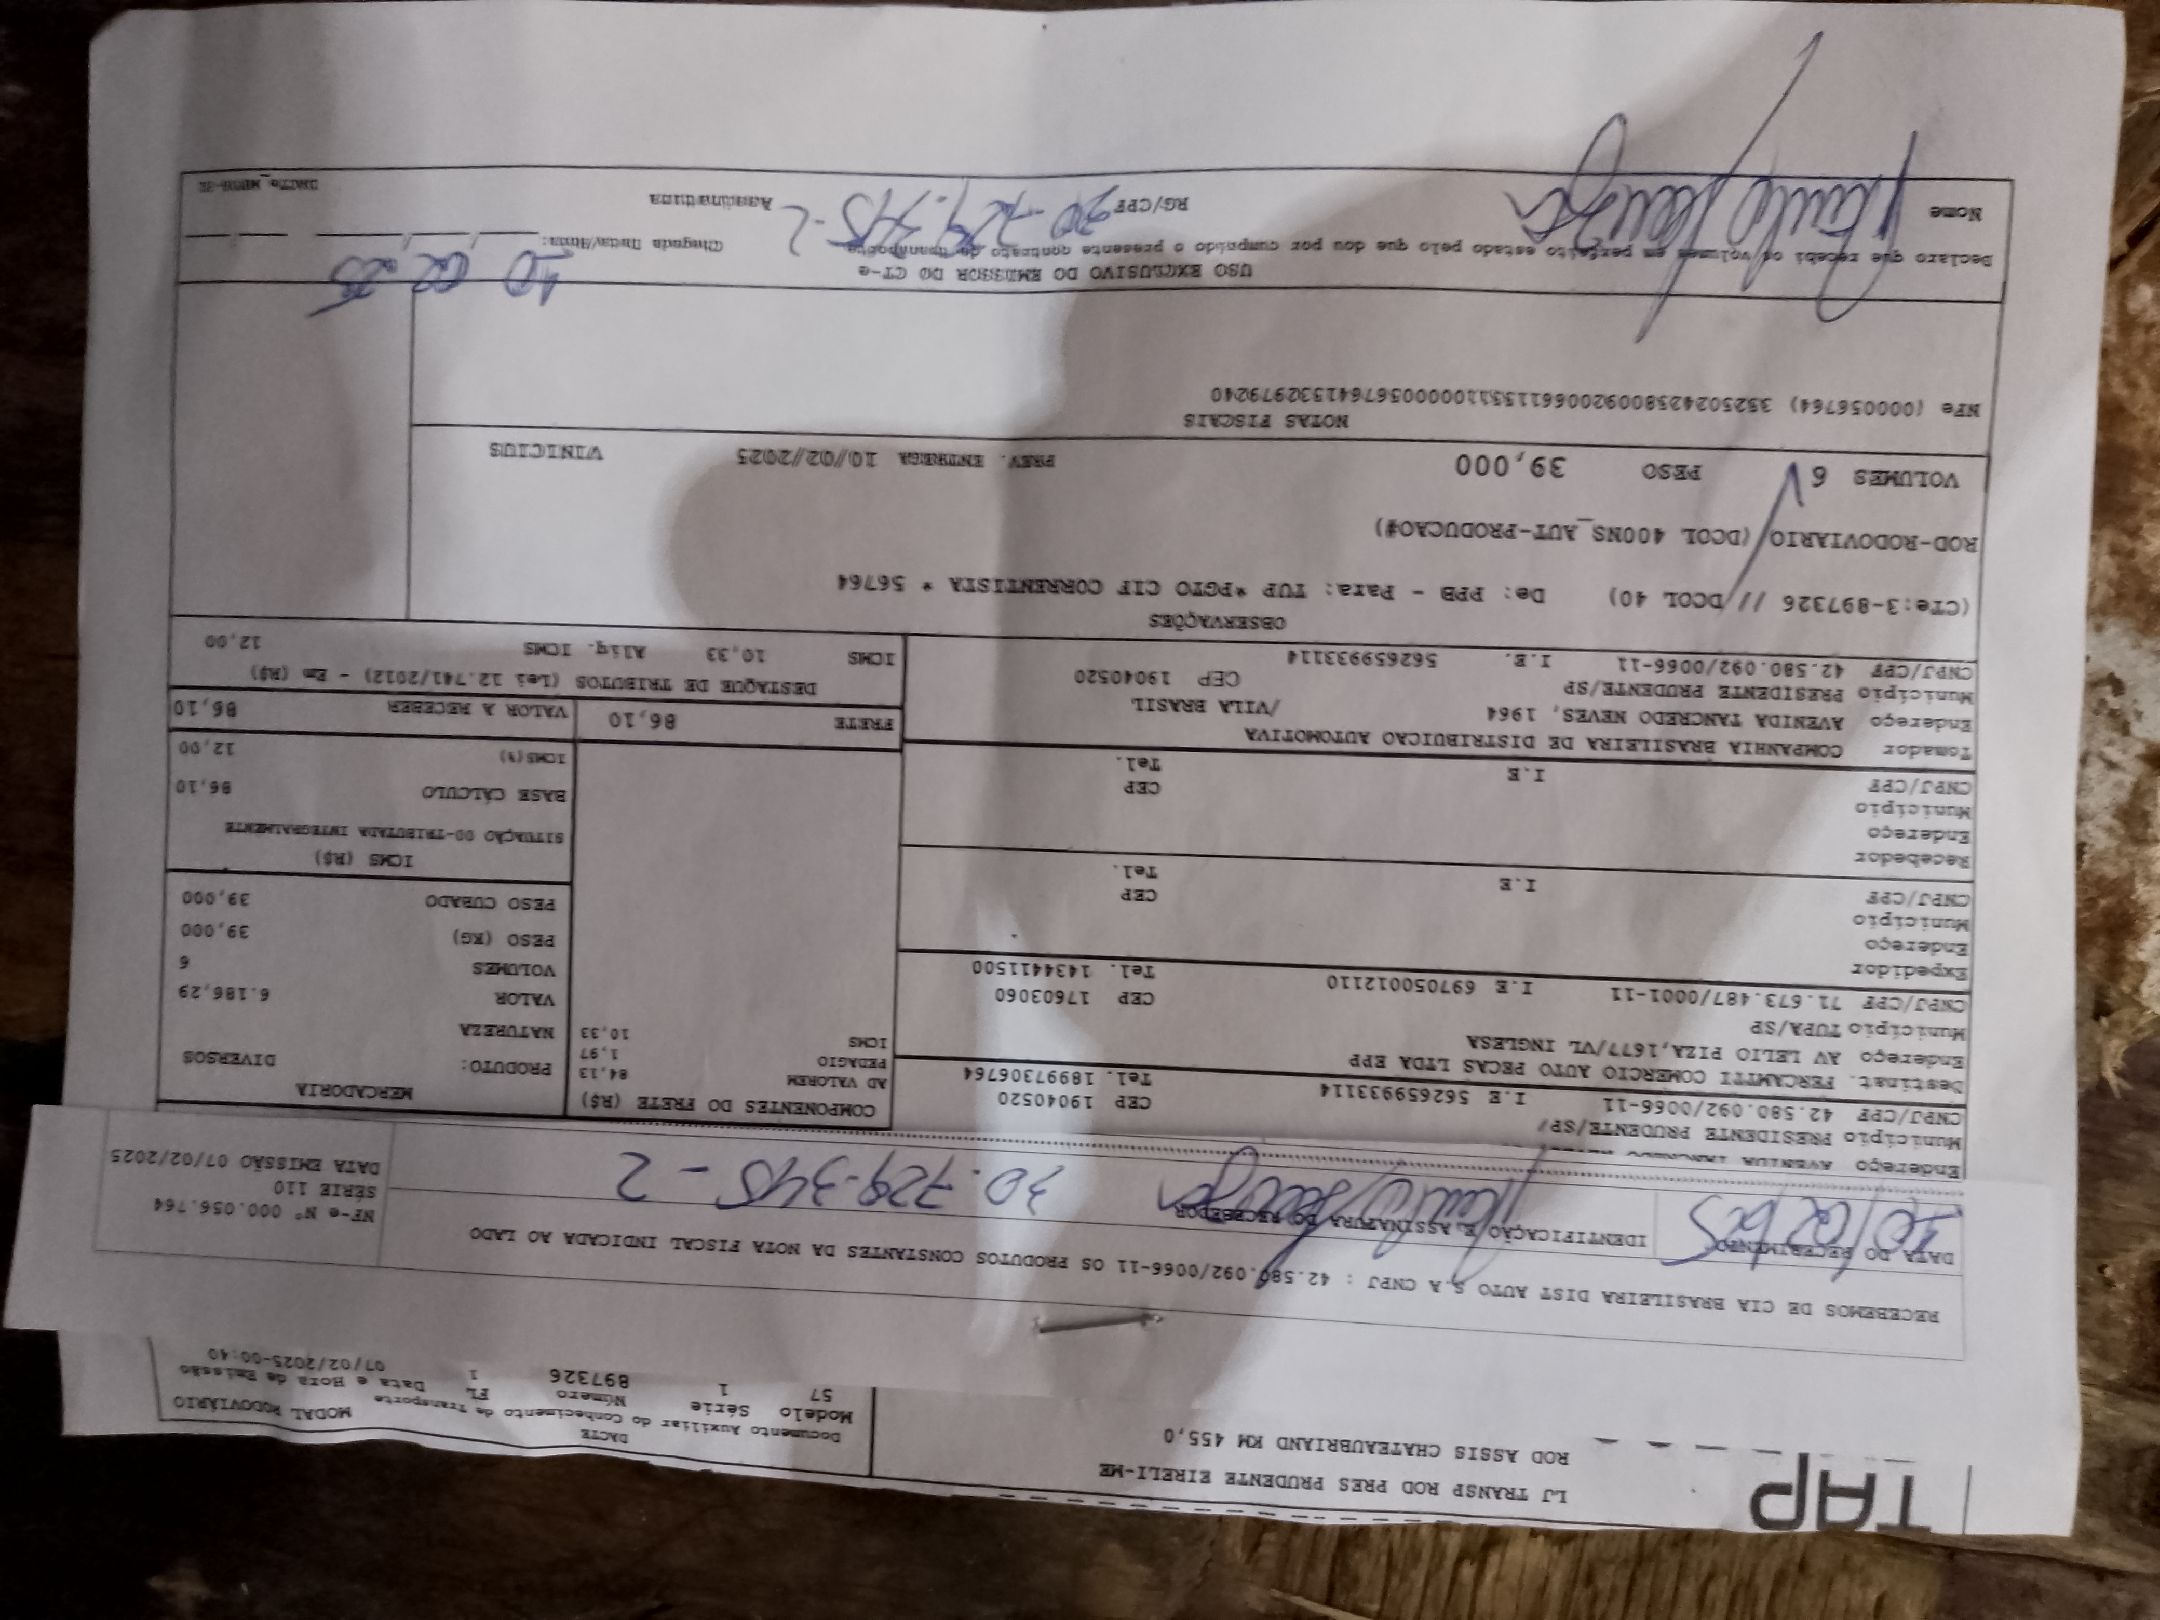 TAP
LJ TRANSP ROD PRES PRUDENTE EIRELI-ME
ROD ASSIS CHATEAUBRIAND KM 455,0
DACTE
Documento Auxiliar do Conhecimento de Transporte
MODAL RODOVIÁRIO
Modelo Série Número FL Data e Hora de Emissão
57 1 897326 1 07/02/2025-00:40
RECEBEMOS DE CIA BRASILEIRA DIST AUTO S.A CNPJ : 42.580.092/0066-11 OS PRODUTOS CONSTANTES DA NOTA FISCAL INDICADA AO LADO
DATA DO RECEBIMENTO
IDENTIFICAÇÃO E ASSINATURA DO RECEBEDOR
30.729.345-2
NF-e Nº 000.056.764
SÉRIE 110
DATA EMISSÃO 07/02/2025
Endereço AVENIDA TANCREDO
Município PRESIDENTE PRUDENTE/SP/
CNPJ/CPF 42.580.092/0066-11 I.E 562659933114
CEP 19040520
Tel. 18997306764
Destinat. PERCAMITI COMERCIO AUTO PECAS LTDA EPP
Endereço AV LELIO PIZA,1677/VL INGLESA
Município TUPA/SP
CEP 17603060
CNPJ/CPF 71.673.487/0001-11 I.E 697050012110 Tel. 1434411500
Expedidor
Endereço
Município
CEP
CNPJ/CPF I.E Tel.
Recebedor
Endereço
Município
CEP
CNPJ/CPF I.E Tel.
Tomador COMPANHIA BRASILEIRA DE DISTRIBUICAO AUTOMOTIVA
Endereço AVENIDA TANCREDO NEVES, 1964 /VILA BRASIL
Município PRESIDENTE PRUDENTE/SP CEP 19040520
CNPJ/CPF 42.580.092/0066-11 I.E. 562659933114
COMPONENTES DO FRETE (R$)
AD VALOREM 84,13
PEDAGIO 1,97
ICMS 10,33
FRETE 86,10
MERCADORIA
PRODUTO: DIVERSOS
NATUREZA
VALOR 6.186,29
VOLUMES 6
PESO (KG) 39,000
PESO CUBADO 39,000
ICMS (R$)
SITUAÇÃO 00-TRIBUTADA INTEGRALMENTE
BASE CÁLCULO 86,10
ICMS(%) 12,00
VALOR A RECEBER 86,10
DESTAQUE DE TRIBUTOS (Lei 12.741/2012) - Em (R$)
ICMS 10,33 Aliq. ICMS 12,00
OBSERVAÇÕES
(CTe:3-897326 // DCOL 40) De: PPB - Para: TUP *PGTO CIF CORRENTISTA * 56764
ROD-RODOVIARIO (DCOL 400NS_AUT-PRODUCAO#)
VOLUMES 6 PESO 39,000 PREV. ENTREGA 10/02/2025 VINICIUS
NOTAS FISCAIS
NFe (000056764)
USO EXCLUSIVO DO EMISSOR DO CT-e
Declaro que recebi os volumes em perfeito estado pelo que dou por cumprido o presente contrato de transporte
Chegada Data/Hora:
10 02 25
Nome
RG/CPF 30.729.345-2
Assinatura